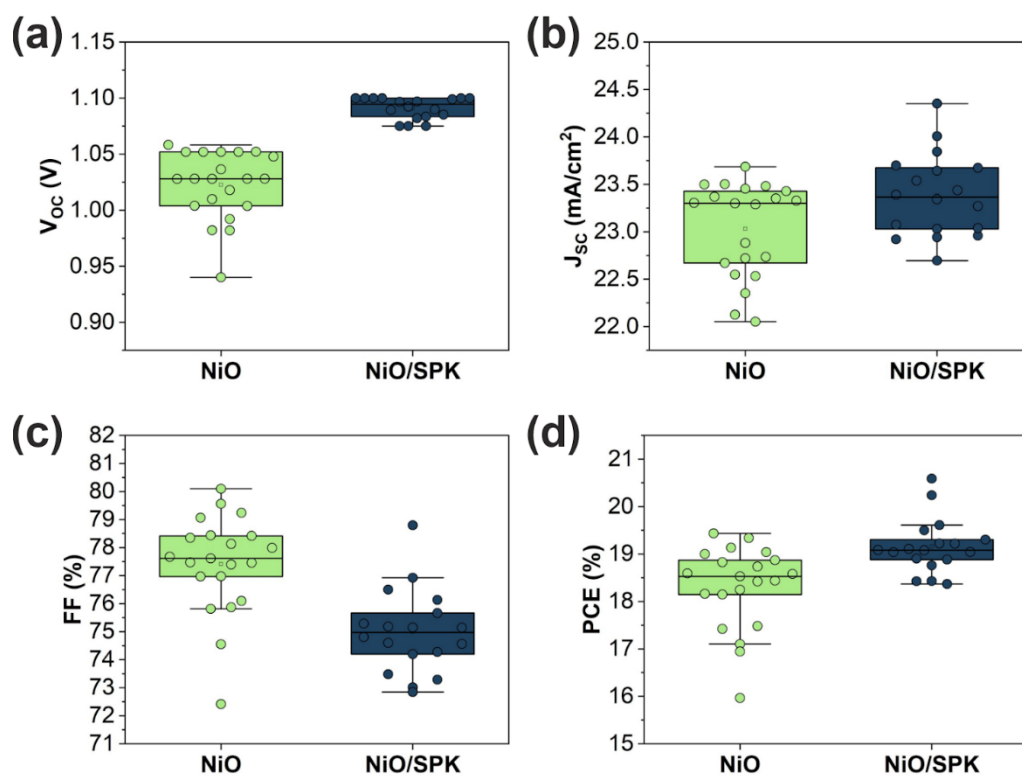 (a)
1.15
1.10
1.05
1.00
0.95
0.90
V_OC (V)
NiO NiO/SPK
(b)
25.0
24.5
24.0
23.5
23.0
22.5
22.0
J_SC (mA/cm²)
NiO NiO/SPK
(c)
82
81
80
79
78
77
76
75
74
73
72
71
FF (%)
NiO NiO/SPK
(d)
21
20
19
18
17
16
15
PCE (%)
NiO NiO/SPK